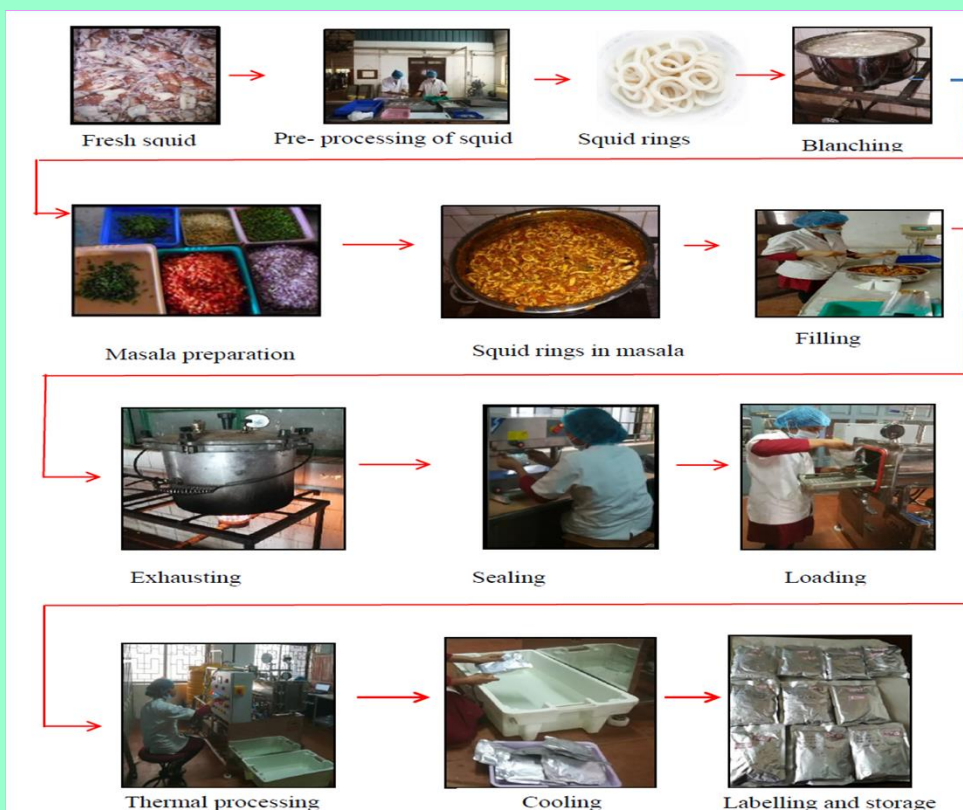 Fresh squid
Pre- processing of squid
Squid rings
Blanching
Masala preparation
Squid rings in masala
Filling
Exhausting
Sealing
Loading
Thermal processing
Cooling
Labelling and storage